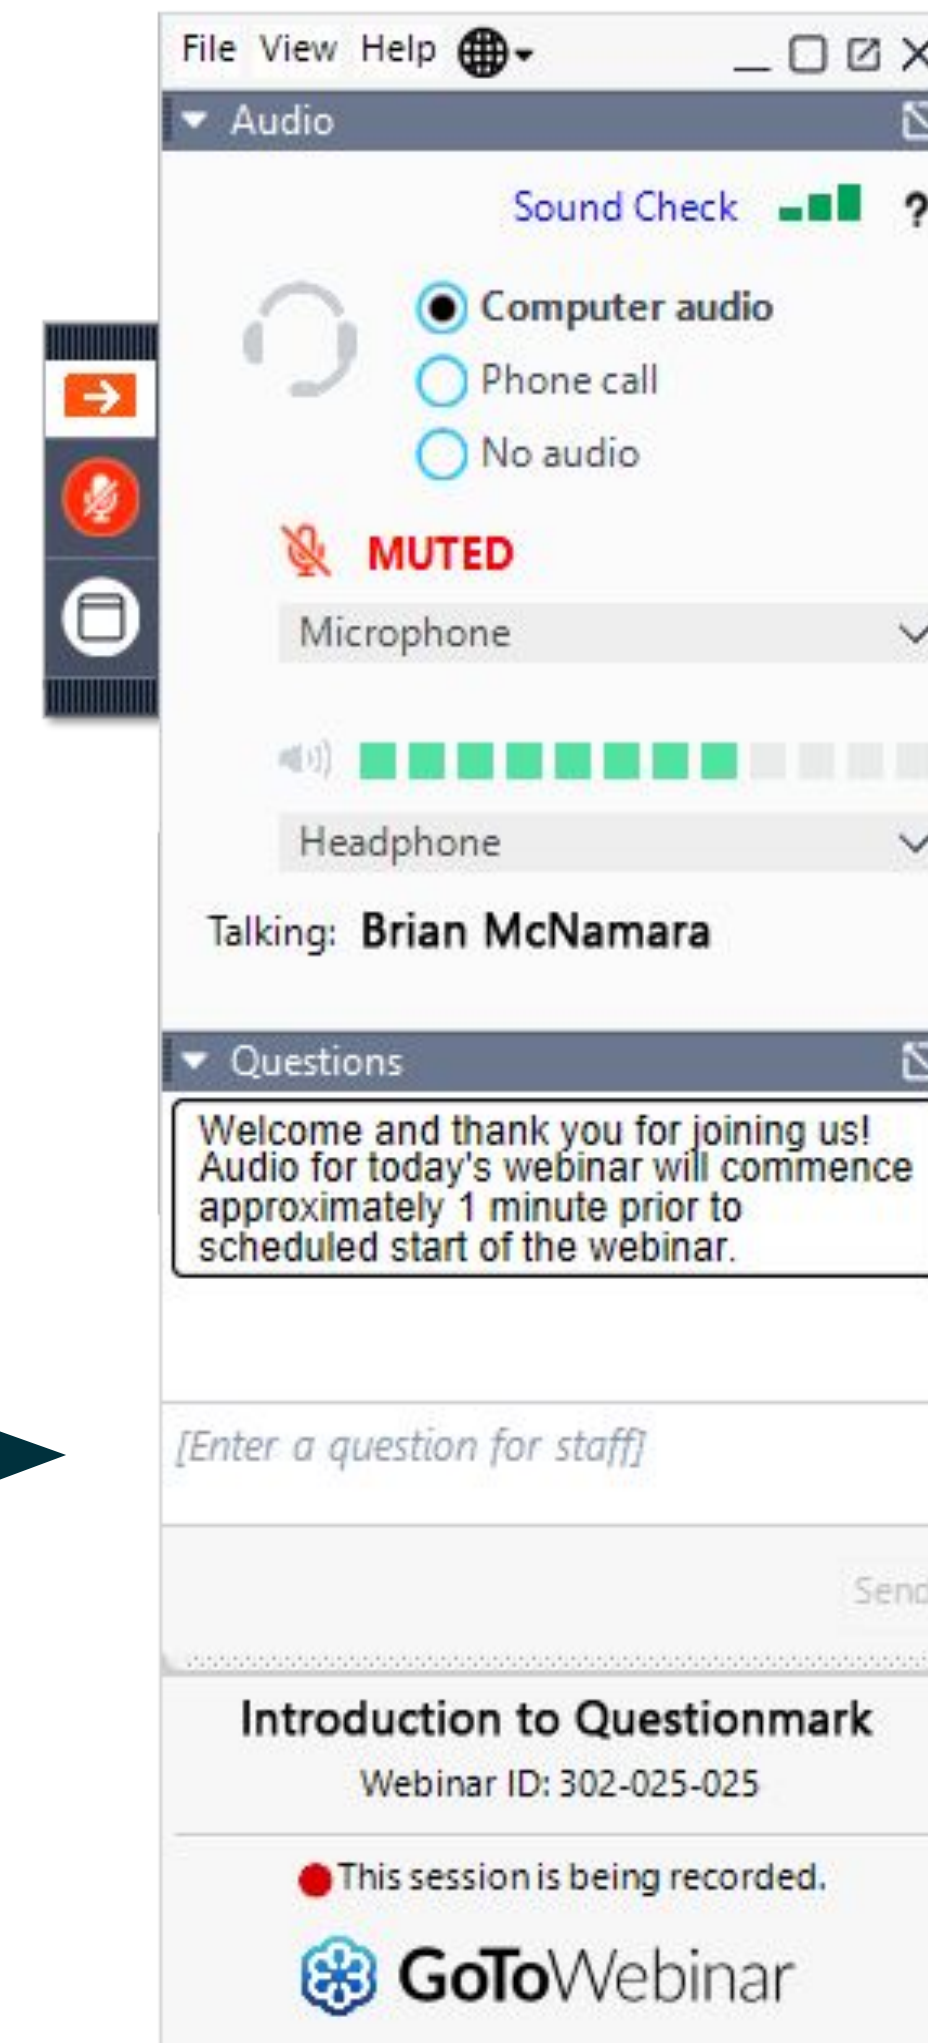 File View Help
Audio
Sound Check ?
Computer audio
Phone call
No audio
MUTED
Microphone
Headphone
Talking: Brian McNamara
Questions
Welcome and thank you for joining us!
Audio for today's webinar will commence
approximately 1 minute prior to
scheduled start of the webinar.
[Enter a question for staff]
Send
Introduction to Questionmark
Webinar ID: 302-025-025
This session is being recorded.
GoToWebinar